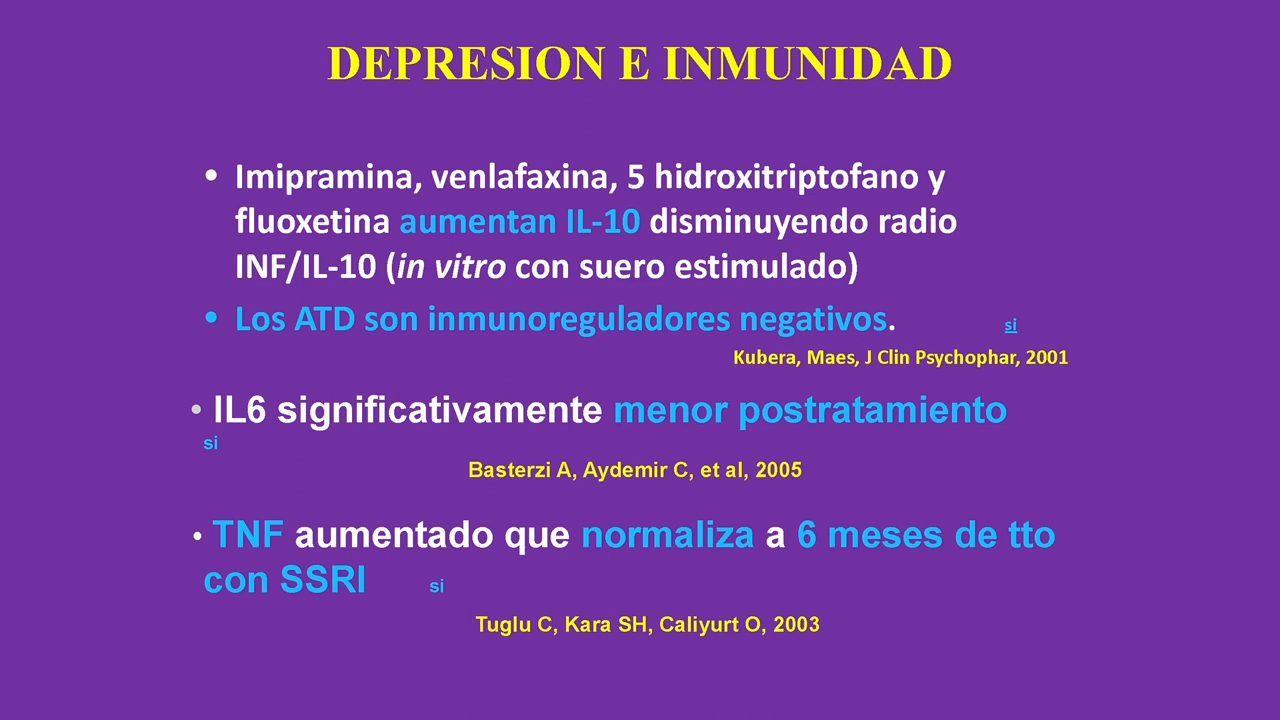 DEPRESION E INMUNIDAD
• Imipramina, venlafaxina, 5 hidroxitriptofano y
fluoxetina aumentan IL-10 disminuyendo radio
INF/IL-10 (in vitro con suero estimulado)
• Los ATD son inmunoreguladores negativos. si
Kubera, Maes, J Clin Psychophar, 2001
• IL6 significativamente menor postratamiento
si
Basterzi A, Aydemir C, et al, 2005
• TNF aumentado que normaliza a 6 meses de tto
con SSRI si
Tuglu C, Kara SH, Caliyurt O, 2003